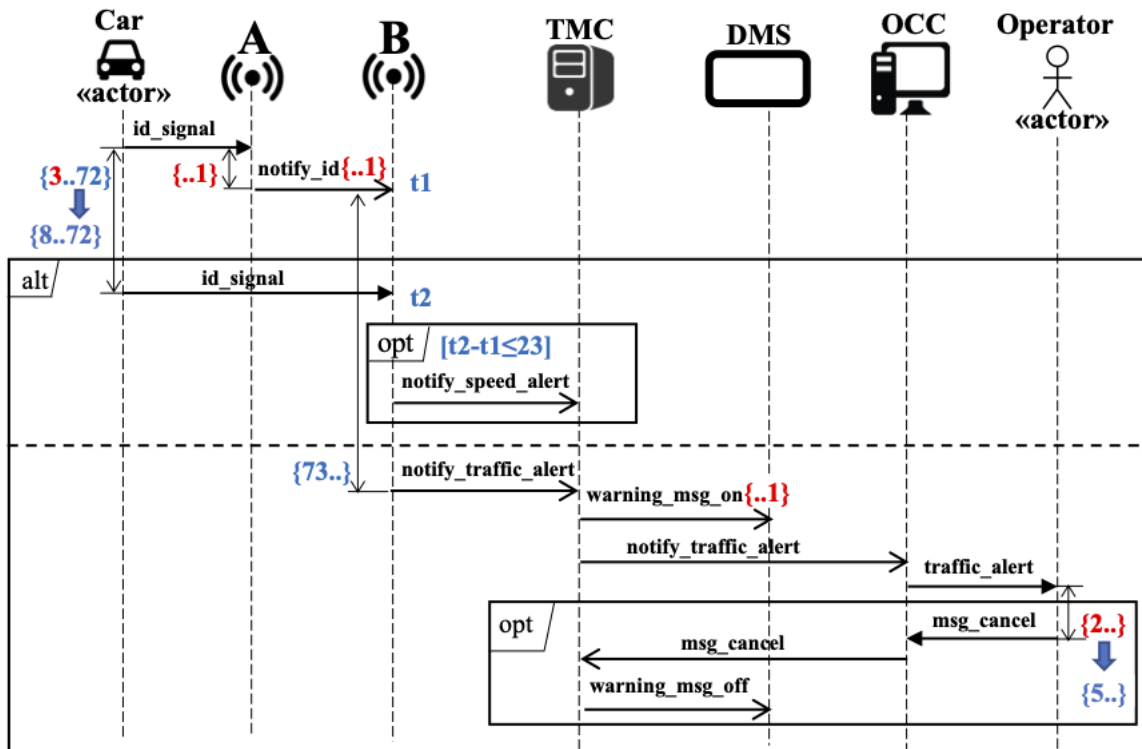 Car A B TMC DMS OCC Operator
«actor» «actor»
id_signal
{3..72} {..1} notify_id{..1} t1
{8..72}
alt
id_signal t2
opt [t2-t1≤23]
notify_speed_alert
{73..} notify_traffic_alert
warning_msg_on{..1}
notify_traffic_alert
traffic_alert
opt msg_cancel {2..}
msg_cancel
warning_msg_off {5..}